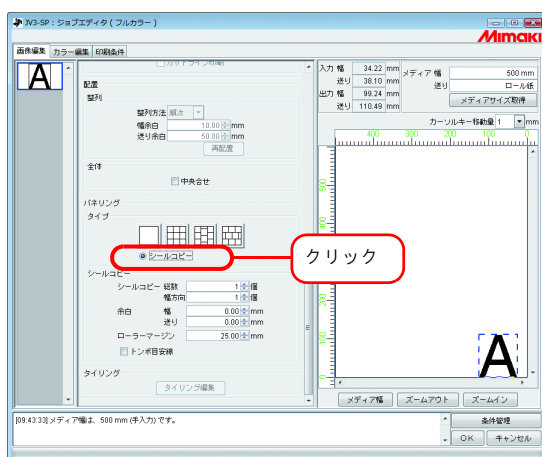 JV3-SP : ジョブエディタ ( フルカラー )
Mimaki
画像編集 カラー編集 印刷条件
A
カットライン印刷
配置
整列
整列方法 順次
幅余白 10.00 mm
送り余白 50.00 mm
再配置
全体
中央合せ
パネリング
タイプ
シールコピー
クリック
シールコピー
シールコピー 総数 1 個
幅方向 1 個
余白 幅 0.00 mm
送り 0.00 mm
ローラーマージン 25.00 mm
トンボ目安線
タイリング
タイリング編集
入力 幅 34.22 mm
送り 38.10 mm
出力 幅 99.24 mm
送り 110.49 mm
メディア 幅 500 mm
送り ロール紙
メディアサイズ取得
カーソルキー移動量 1 mm
400 300 200 100 0
A
メディア幅 ズームアウト ズームイン
[09:43:33] メディア幅は、500 mm (手入力) です。
条件管理
OK キャンセル